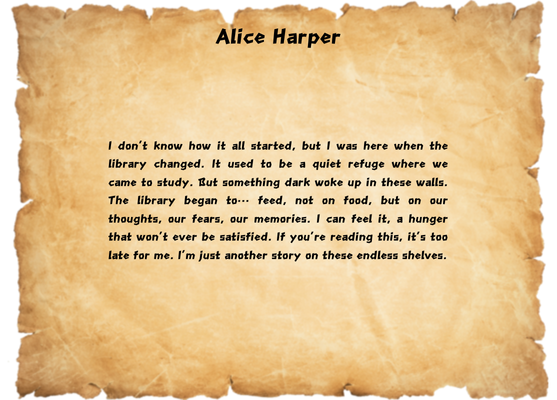 Alice Harper
I don't know how it all started, but I was here when the
library changed. It used to be a quiet refuge where we
came to study. But something dark woke up in these walls.
The library began to... feed, not on food, but on our
thoughts, our fears, our memories. I can feel it, a hunger
that won't ever be satisfied. If you're reading this, it's too
late for me. I'm just another story on these endless shelves.